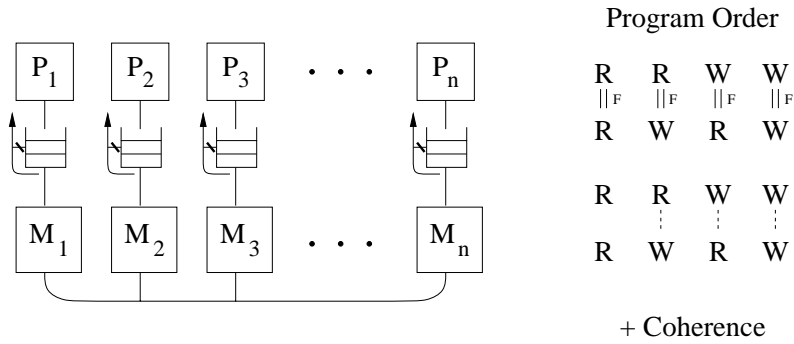 Program Order
P1 P2 P3 . . . Pn
R R W W
F F F F
R W R W
M1 M2 M3 . . . Mn
R R W W
R W R W
+ Coherence